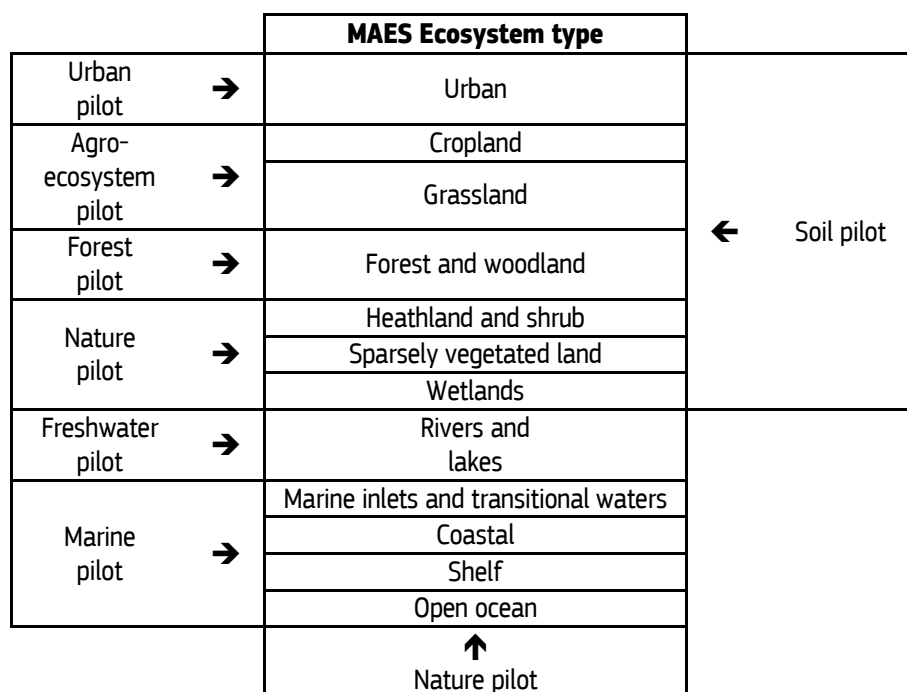 MAES Ecosystem type
Urban
pilot
➔
Urban
Agro-
ecosystem
pilot
➔
Cropland
Grassland
🡰 Soil pilot
Forest
pilot
➔
Forest and woodland
Nature
pilot
➔
Heathland and shrub
Sparsely vegetated land
Wetlands
Freshwater
pilot
➔
Rivers and
lakes
Marine
pilot
➔
Marine inlets and transitional waters
Coastal
Shelf
Open ocean
🡱
Nature pilot